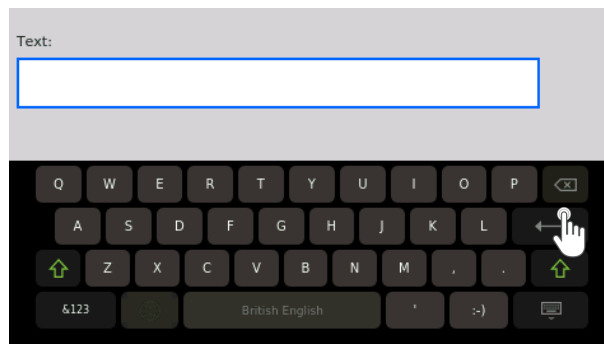 Text:
Q W E R T Y U I O P
A S D F G H J K L
Z X C V B N M , .
&123 British English ' :-)